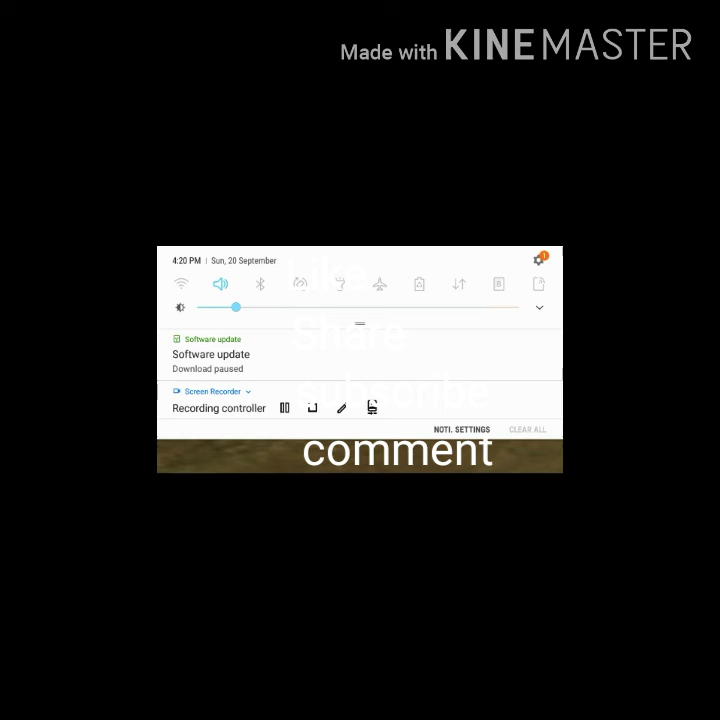 Made with KINEMASTER
4:20 PM | Sun, 20 September
1
Like
Share
Software update
Software update
Download paused
subscribe
Screen Recorder
Recording controller
NOTI. SETTINGS CLEAR ALL
comment